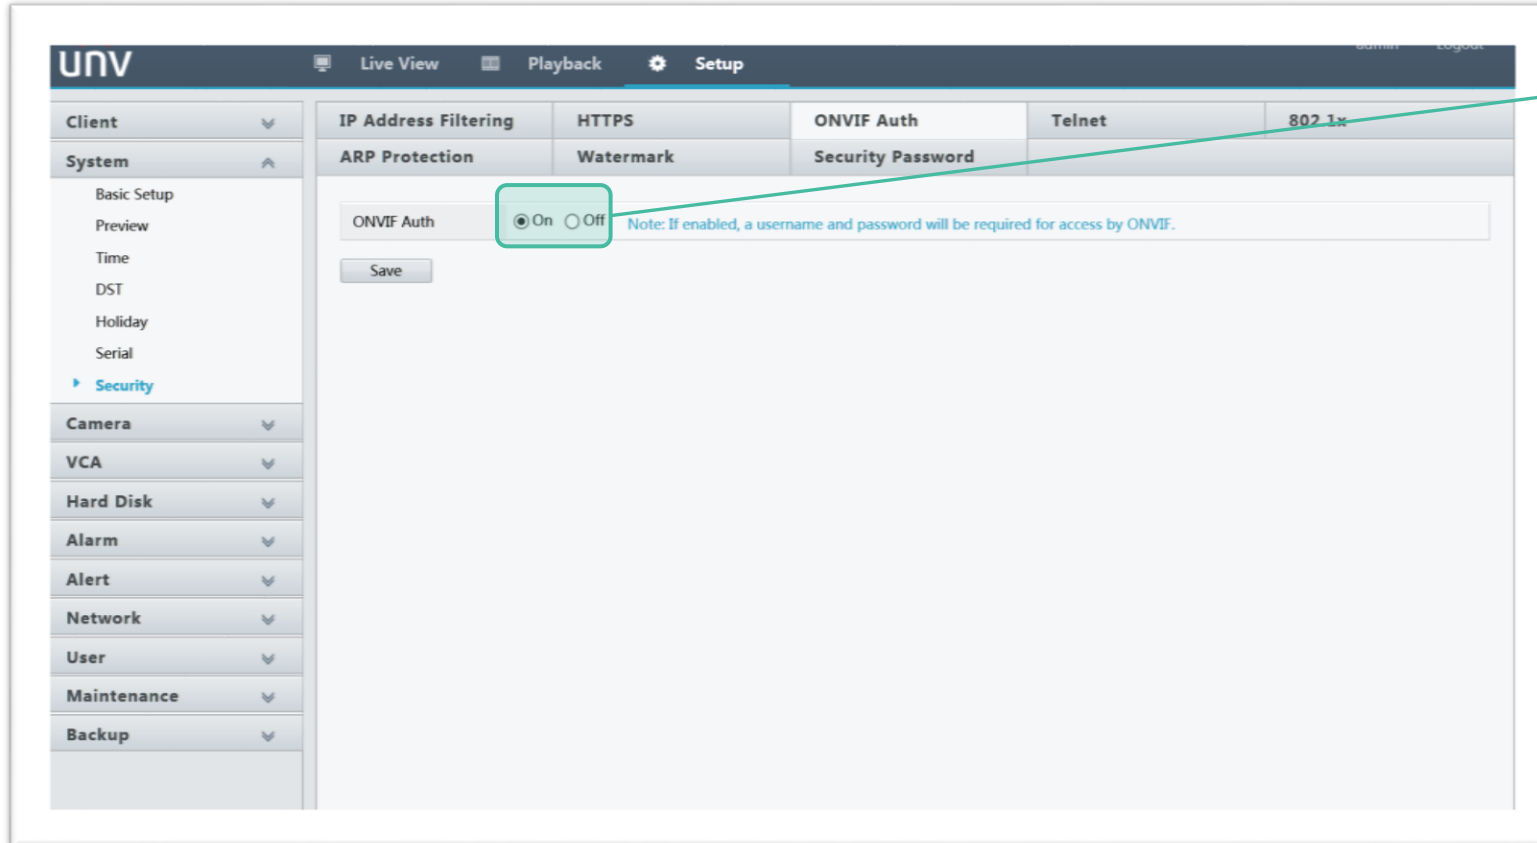 unv
Live View Playback Setup
admin Logout
Client
System
Basic Setup
Preview
Time
DST
Holiday
Serial
Security
Camera
VCA
Hard Disk
Alarm
Alert
Network
User
Maintenance
Backup
IP Address Filtering HTTPS ONVIF Auth Telnet 802.1x
ARP Protection Watermark Security Password
ONVIF Auth On Off Note: If enabled, a username and password will be required for access by ONVIF.
Save